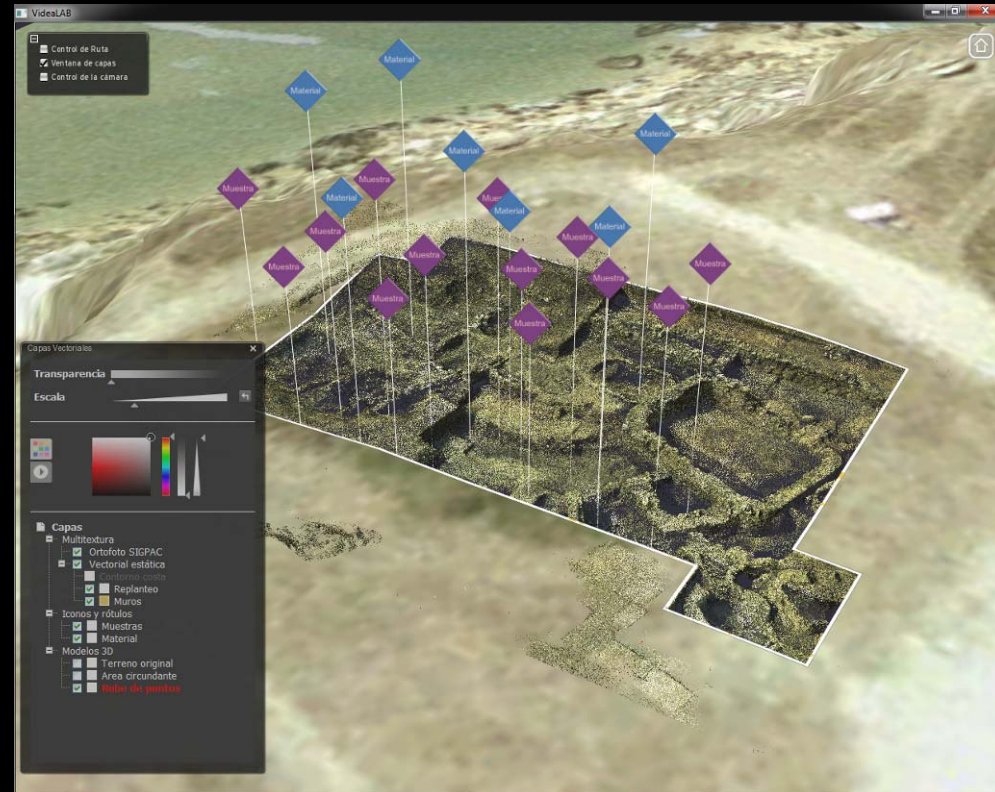 VideaLAB
Control de Ruta
Ventana de capas
Control de la cámara
Material
Material
Material
Material
Muestra
Muestra
Material
Muestra
Material
Material
Muestra
Muestra
Muestra
Muestra
Muestra
Muestra
Muestra
Muestra
Muestra
Muestra
Capas Vectoriales
Transparencia
Escala
Capas
Multitextura
Ortofoto SIGPAC
Vectorial estática
Contorno costa
Replanteo
Muros
Iconos y rótulos
Muestras
Material
Modelos 3D
Terreno original
Area circundante
Nube de puntos